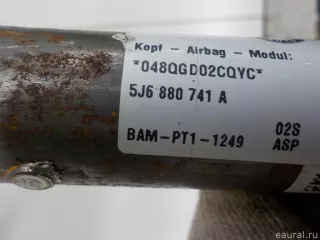 Kopf - Airbag - Modul:
*048QGD02CQYC*
5J6 880 741 A
BAM-PT1-1249
02S
ASP
eaural.ru